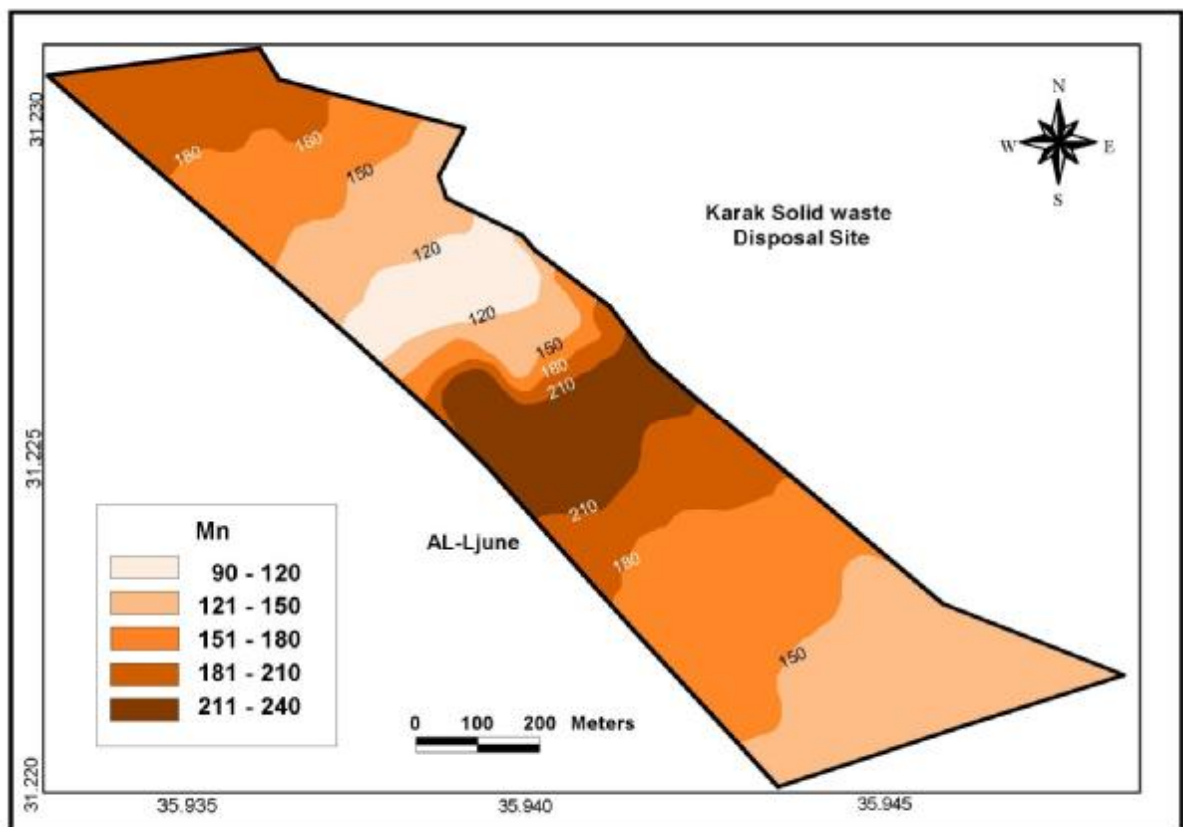 N
W E
S
31.230
31.225
31.220
180
180
150
120
120
150
180
210
210
180
150
Karak Solid waste
Disposal Site
AL-Ljune
Mn
90 - 120
121 - 150
151 - 180
181 - 210
211 - 240
0 100 200 Meters
35.935 35.940 35.945